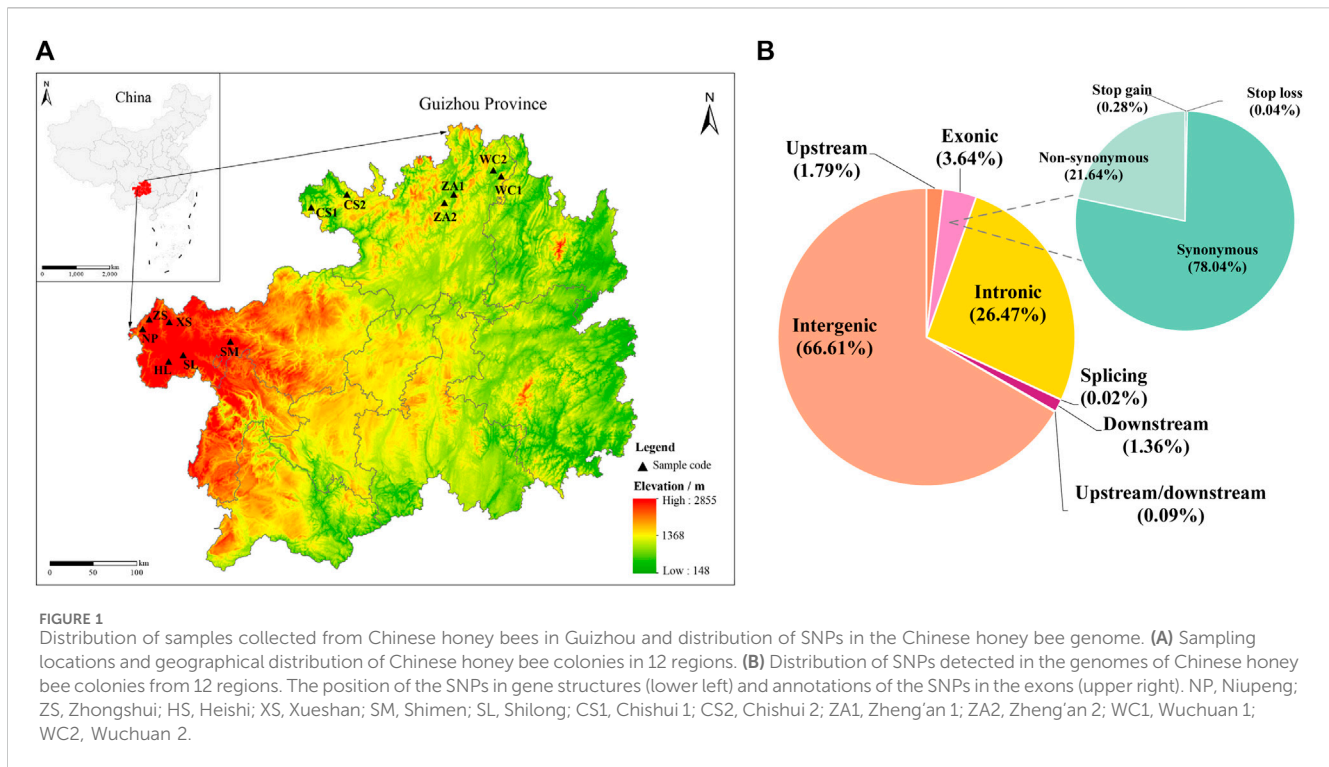 A
N
China
0
1,000
2,000
km
Guizhou Province
N
WC2
WC1
ZA1
ZA2
CS2
CS1
ZS
XS
NP
SM
SL
HL
Legend
Sample code
Elevation / m
High : 2855
1368
Low : 148
0
50
100
km
B
Stop gain
(0.28%)
Stop loss
(0.04%)
Upstream
(1.79%)
Exonic
(3.64%)
Non-synonymous
(21.64%)
Synonymous
(78.04%)
Intergenic
(66.61%)
Intronic
(26.47%)
Splicing
(0.02%)
Downstream
(1.36%)
Upstream/downstream
(0.09%)
FIGURE 1
Distribution of samples collected from Chinese honey bees in Guizhou and distribution of SNPs in the Chinese honey bee genome. (A) Sampling
locations and geographical distribution of Chinese honey bee colonies in 12 regions. (B) Distribution of SNPs detected in the genomes of Chinese honey
bee colonies from 12 regions. The position of the SNPs in gene structures (lower left) and annotations of the SNPs in the exons (upper right). NP, Niupeng;
ZS, Zhongshui; HS, Heishi; XS, Xueshan; SM, Shimen; SL, Shilong; CS1, Chishui 1; CS2, Chishui 2; ZA1, Zheng’an 1; ZA2, Zheng’an 2; WC1, Wuchuan 1;
WC2, Wuchuan 2.